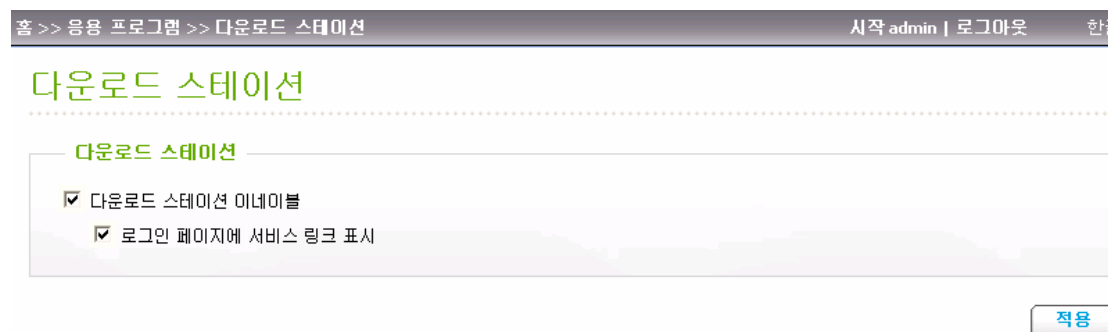 홈 >> 응용 프로그램 >> 다운로드 스테이션 시작 admin | 로그아웃
다운로드 스테이션
다운로드 스테이션
다운로드 스테이션 이네이블
로그인 페이지에 서비스 링크 표시
적용